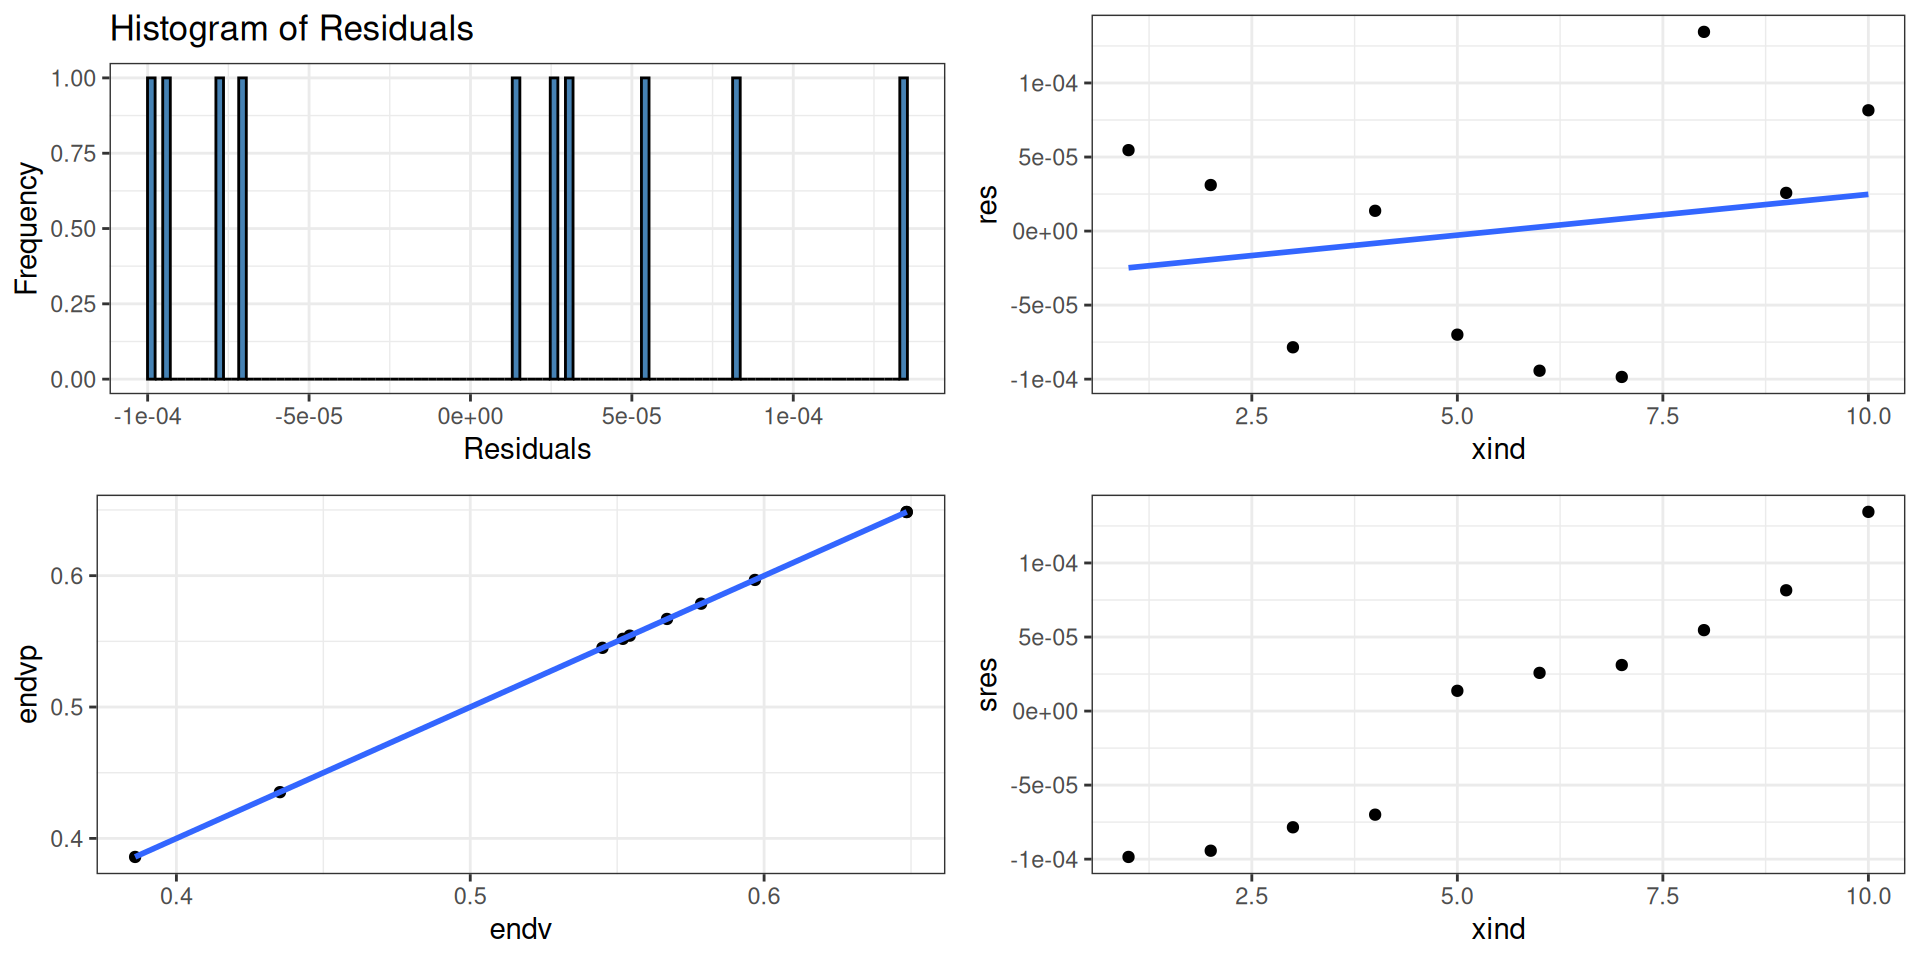 Histogram of Residuals
1.00
0.75
0.50
0.25
0.00
Frequency
-1e-04
-5e-05
0e+00
5e-05
1e-04
Residuals
1e-04
5e-05
0e+00
-5e-05
-1e-04
res
2.5
5.0
7.5
10.0
xind
0.6
0.5
0.4
endvp
0.4
0.5
0.6
endv
1e-04
5e-05
0e+00
-5e-05
-1e-04
sres
2.5
5.0
7.5
10.0
xind